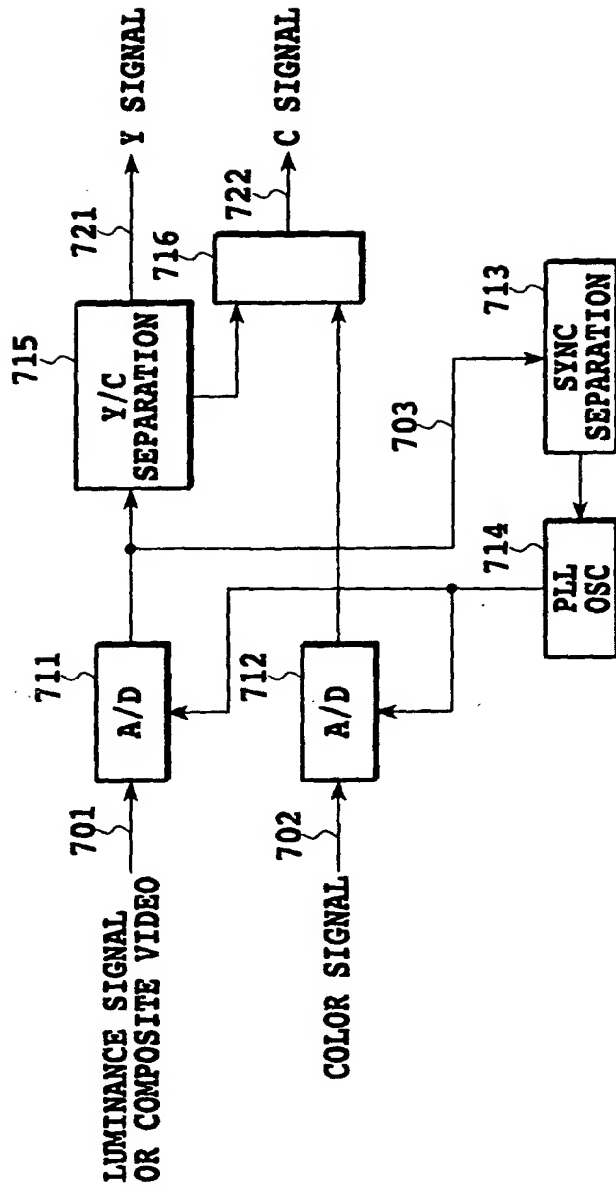 LUMINANCE SIGNAL
OR COMPOSITE VIDEO
701
711
A/D
715
Y/C
SEPARATION
721
Y SIGNAL
716
722
C SIGNAL
COLOR SIGNAL
702
712
A/D
703
714
PLL
OSC
713
SYNC
SEPARATION